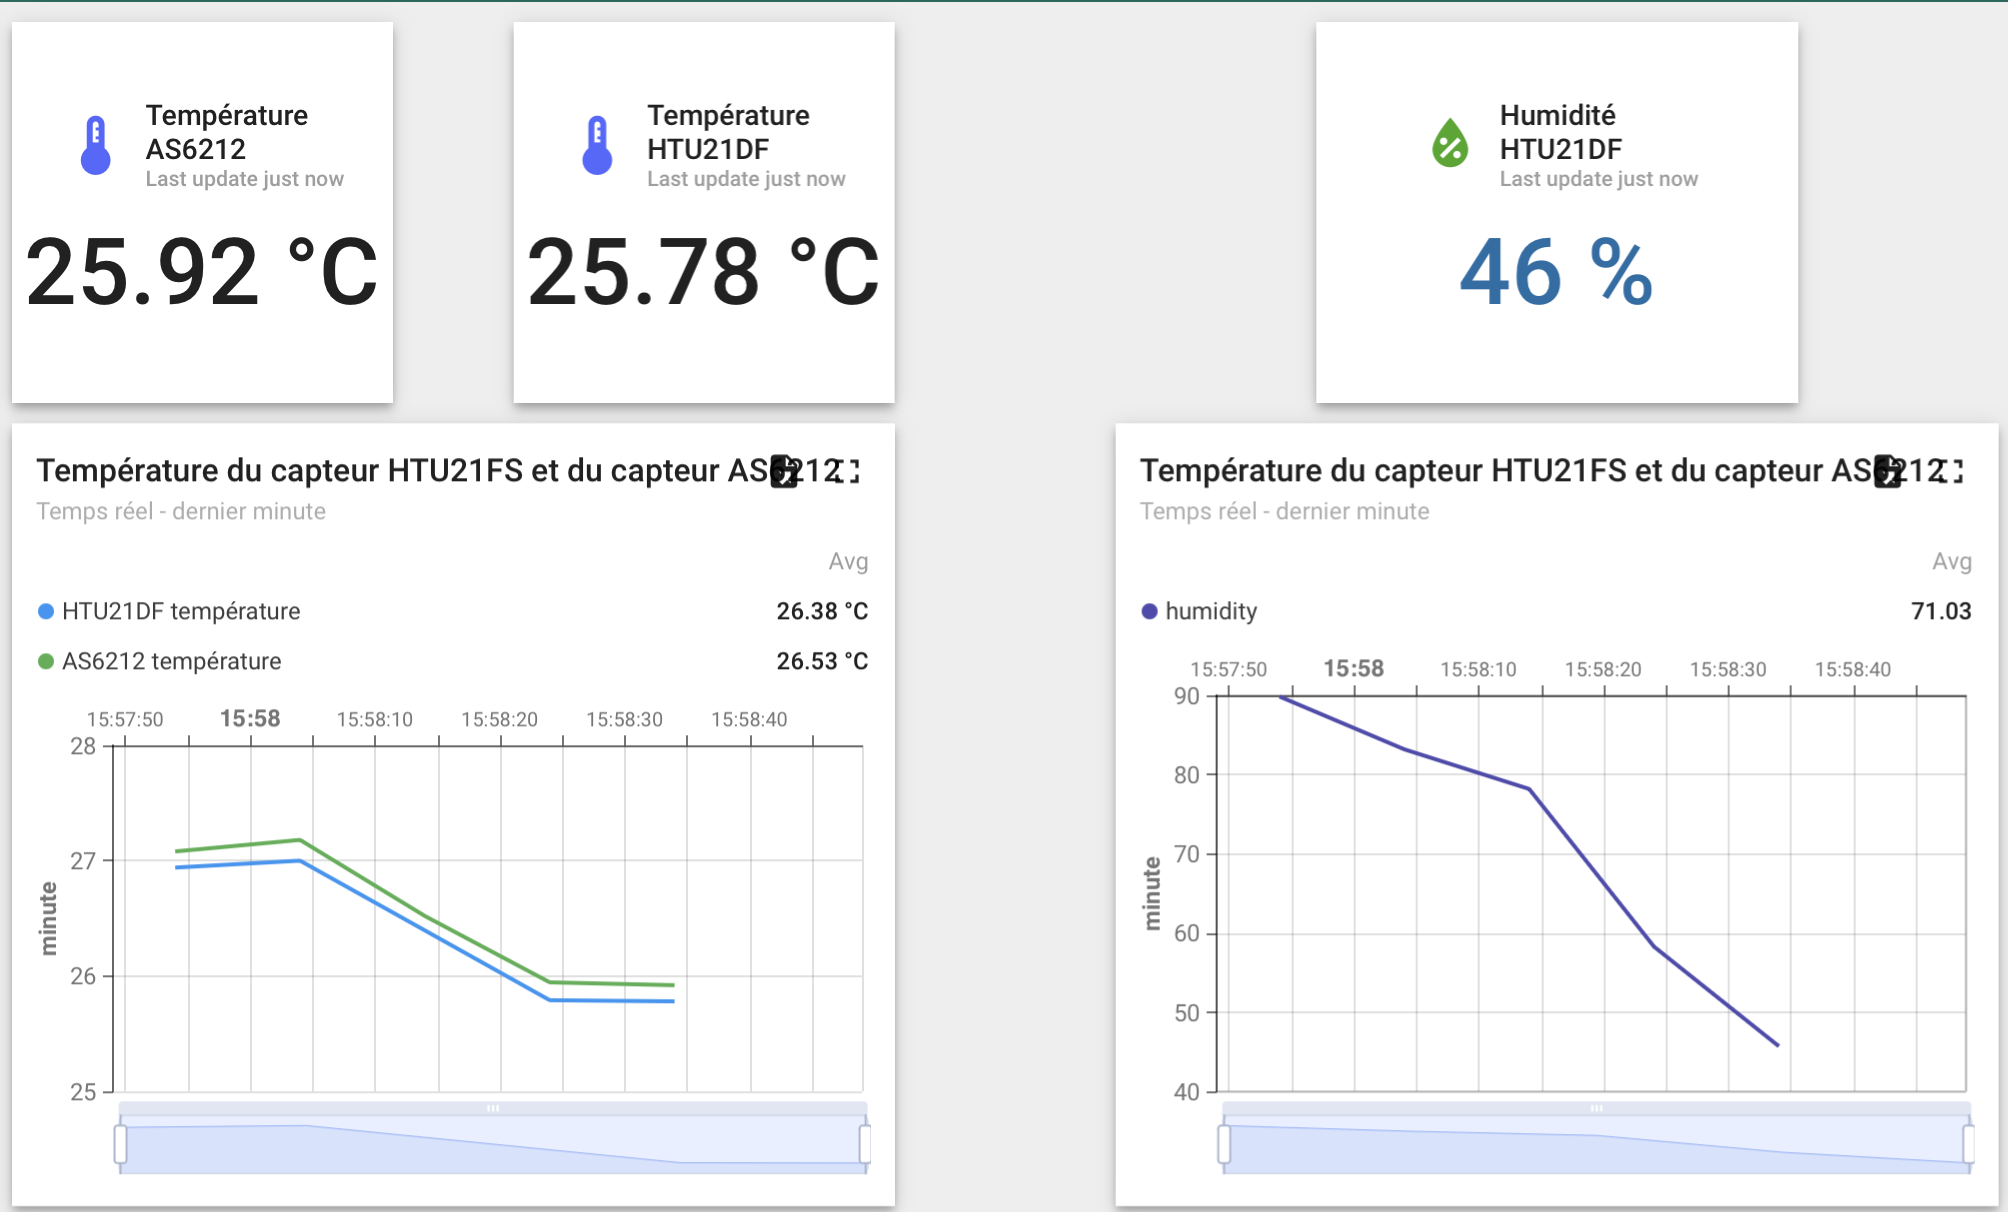 Température
AS6212
Last update just now
25.92 °C
Température
HTU21DF
Last update just now
25.78 °C
Humidité
HTU21DF
Last update just now
46 %
Température du capteur HTU21FS et du capteur AS6212
Temps réel - dernier minute
Avg
HTU21DF température 26.38 °C
AS6212 température 26.53 °C
15:57:50 15:58 15:58:10 15:58:20 15:58:30 15:58:40
28
27
26
25
minute
Température du capteur HTU21FS et du capteur AS6212
Temps réel - dernier minute
Avg
humidity 71.03
15:57:50 15:58 15:58:10 15:58:20 15:58:30 15:58:40
90
80
70
60
50
40
minute